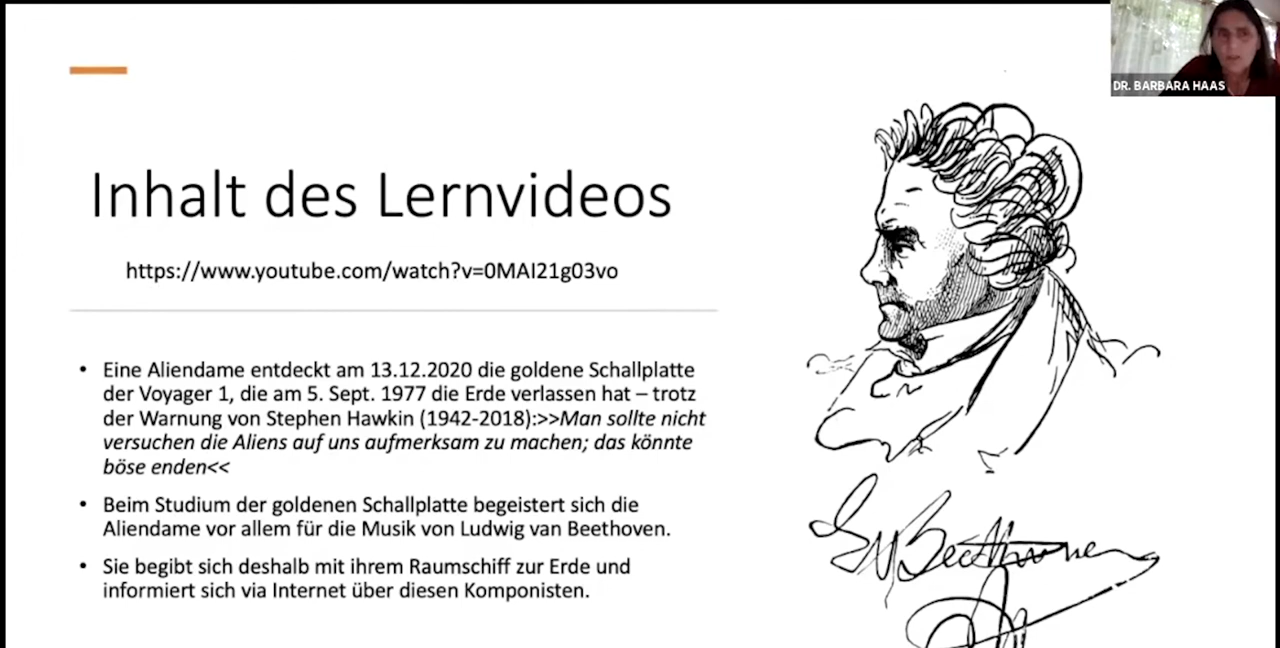 DR. BARBARA HAAS
Inhalt des Lernvideos
https://www.youtube.com/watch?v=0MAI21g03vo
• Eine Aliendame entdeckt am 13.12.2020 die goldene Schallplatte
der Voyager 1, die am 5. Sept. 1977 die Erde verlassen hat – trotz
der Warnung von Stephen Hawkin (1942-2018):>>Man sollte nicht
versuchen die Aliens auf uns aufmerksam zu machen; das könnte
böse enden<<
• Beim Studium der goldenen Schallplatte begeistert sich die
Aliendame vor allem für die Musik von Ludwig van Beethoven.
• Sie begibt sich deshalb mit ihrem Raumschiff zur Erde und
informiert sich via Internet über diesen Komponisten.